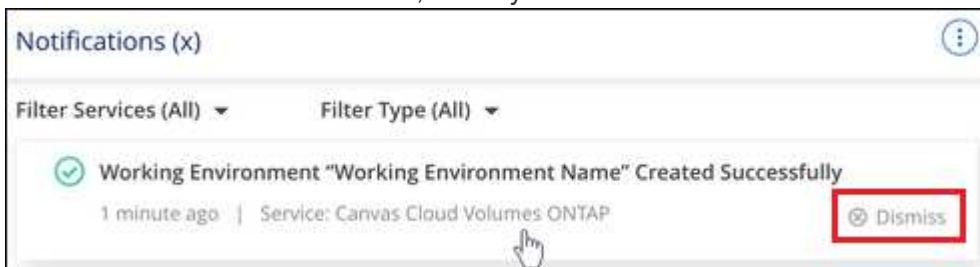 Notifications (x)
Filter Services (All) Filter Type (All)
Working Environment “Working Environment Name” Created Successfully
1 minute ago | Service: Canvas Cloud Volumes ONTAP
Dismiss